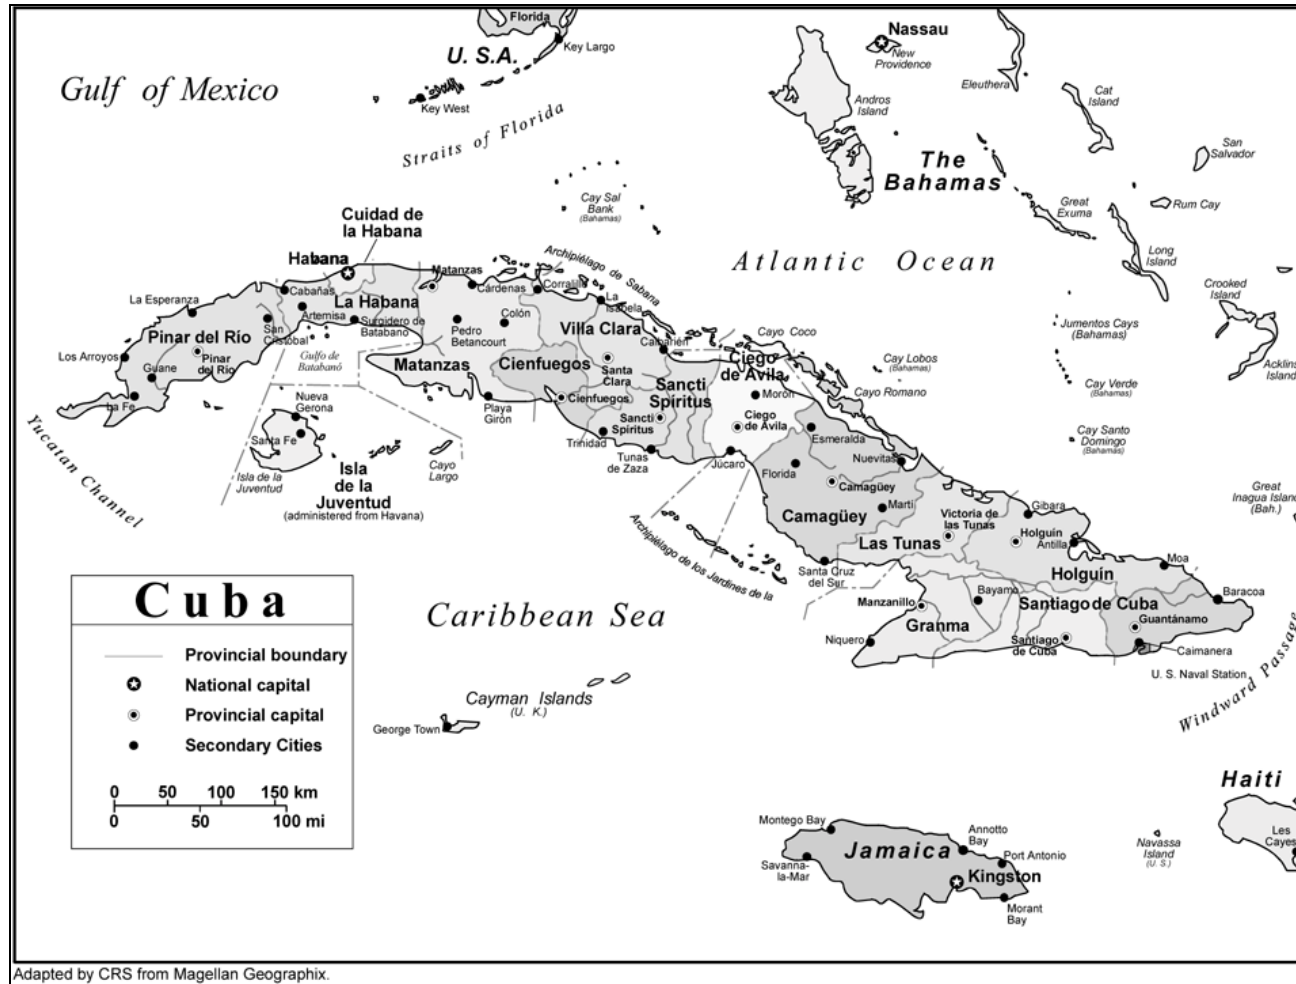 Florida
U. S.A.
Key Largo
Gulf of Mexico
Key West
Straits of Florida
Nassau
New
Providence
Eleuthera
Andros
Island
Cat
Island
San
Salvador
The
Bahamas
Great
Exuma
Rum Cay
Long
Island
Cay Sal
Bank
(Bahamas)
Cuidad de
la Habana
Habana
Atlantic Ocean
Crooked
Island
Acklins
Island
Archipiélago de Sabana
Matanzas
Cárdenas
Corralillo
La
Isabela
Cabañas
La Habana
La Esperanza
Artemisa
Surgidero de
Batabano
Pedro
Betancourt
Colón
Villa Clara
Caibarién
Cayo Coco
Jumentos Cays
(Bahamas)
Pinar del Río
San
Cristobal
Los Arroyos
Pinar
del Rio
Guane
Gulfo de
Batabanó
Matanzas
Cienfuegos
Santa
Clara
Ciego
de Avila
Cay Lobos
(Bahamas)
Cay Verde
(Bahamas)
La Fe
Nueva
Gerona
Playa
Girón
Cienfuegos
Sancti
Spiritus
Morón
Cayo Romano
Yucatan Channel
Santa Fe
Isla de la
Juventud
Cayo
Largo
Trinidad
Sancti
Spiritus
Ciego
de Avila
Esmeralda
Cay Santo
Domingo
(Bahamas)
Isla
de la
Juventud
(administered from Havana)
Tunas
de Zaza
Júcaro
Florida
Nuevitas
Great
Inagua Island
(Bah.)
Camagüey
Camagüey
Martí
Victoria de
las Tunas
Gibara
Holguin
Antilla
Las Tunas
Archipiélago de los Jardines de la
Santa Cruz
del Sur
Holguín
Moa
Manzanillo
Bayamo
Santiago de Cuba
Baracoa
Granma
Guantánamo
Niquero
Santiago
de Cuba
Caimanera
U. S. Naval Station
Windward Passage
Caribbean Sea
Cuba
Provincial boundary
National capital
Provincial capital
Secondary Cities
0 50 100 150 km
0 50 100 mi
Cayman Islands
(U. K.)
George Town
Haiti
Les
Cayes
Montego Bay
Annotto
Bay
Jamaica
Port Antonio
Savanna-
la-Mar
Kingston
Morant
Bay
Navassa
Island
(U. S.)
Adapted by CRS from Magellan Geographix.